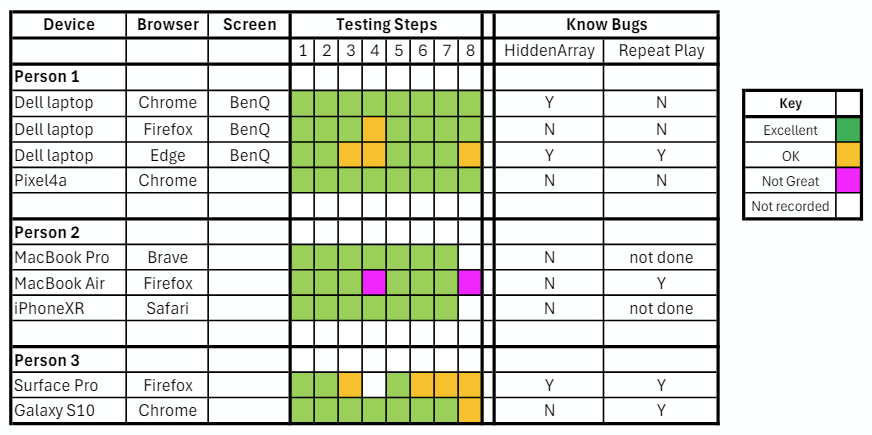 Device Browser Screen Testing Steps Know Bugs
1 2 3 4 5 6 7 8 HiddenArray Repeat Play
Person 1
Dell laptop Chrome BenQ Y N
Dell laptop Firefox BenQ N N
Dell laptop Edge BenQ Y Y
Pixel4a Chrome N N
Person 2
MacBook Pro Brave N not done
MacBook Air Firefox N Y
iPhoneXR Safari N not done
Person 3
Surface Pro Firefox Y Y
Galaxy S10 Chrome N Y
Key
Excellent
OK
Not Great
Not recorded